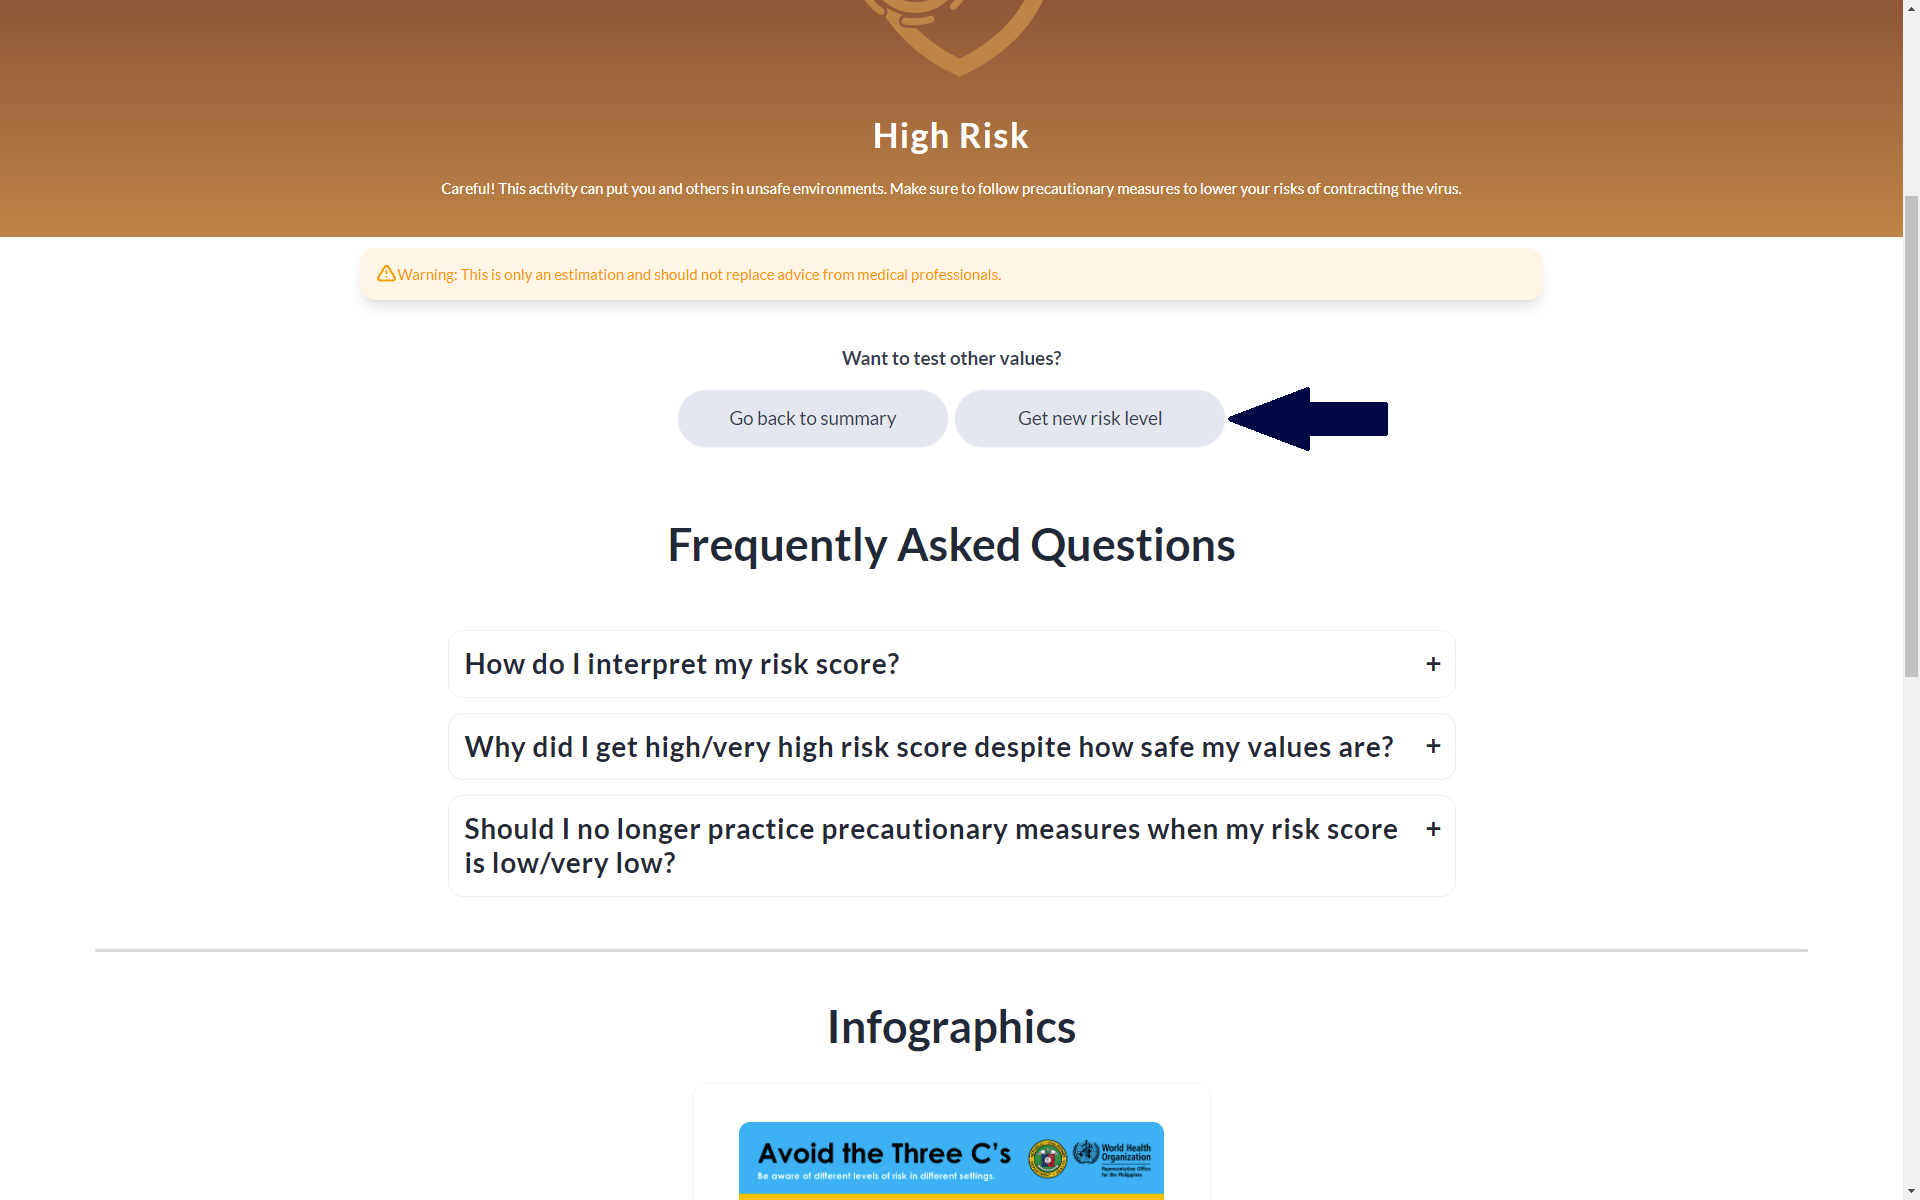 High Risk
Careful! This activity can put you and others in unsafe environments. Make sure to follow precautionary measures to lower your risks of contracting the virus.
Warning: This is only an estimation and should not replace advice from medical professionals.
Want to test other values?
Go back to summary
Get new risk level
Frequently Asked Questions
How do I interpret my risk score?
+
Why did I get high/very high risk score despite how safe my values are?
+
Should I no longer practice precautionary measures when my risk score
is low/very low?
+
Infographics
Avoid the Three C's
Be aware of different levels of risk in different settings.
World Health
Organization
Representative Office
for the Philippines